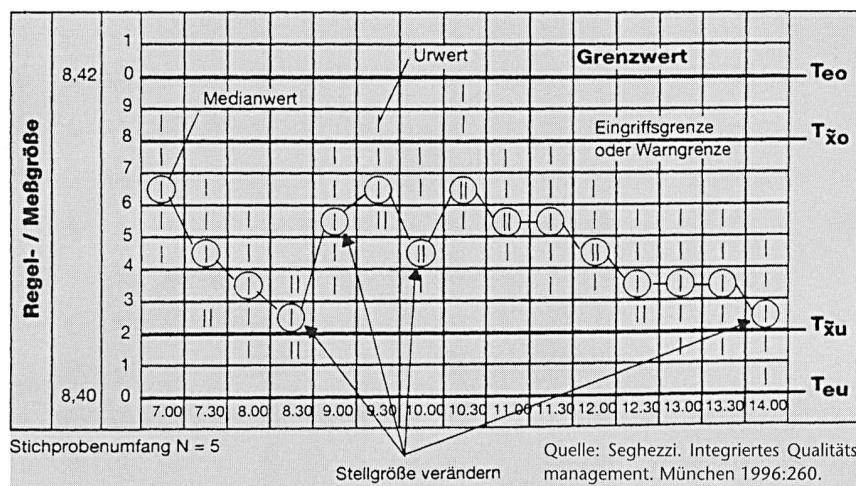 Regel- / Meßgröße
8,42
8,40
1
0
9
8
7
6
5
4
3
2
1
0
Urwert
Grenzwert
Medianwert
Eingriffsgrenze
oder Warngrenze
Teo
Tx̃o
Tx̃u
Teu
7.00 7.30 8.00 8.30 9.00 9.30 10.00 10.30 11.00 11.30 12.00 12.30 13.00 13.30 14.00
Stichprobenumfang N = 5
Stellgröße verändern
Quelle: Seghezzi. Integriertes Qualitäts
management. München 1996:260.